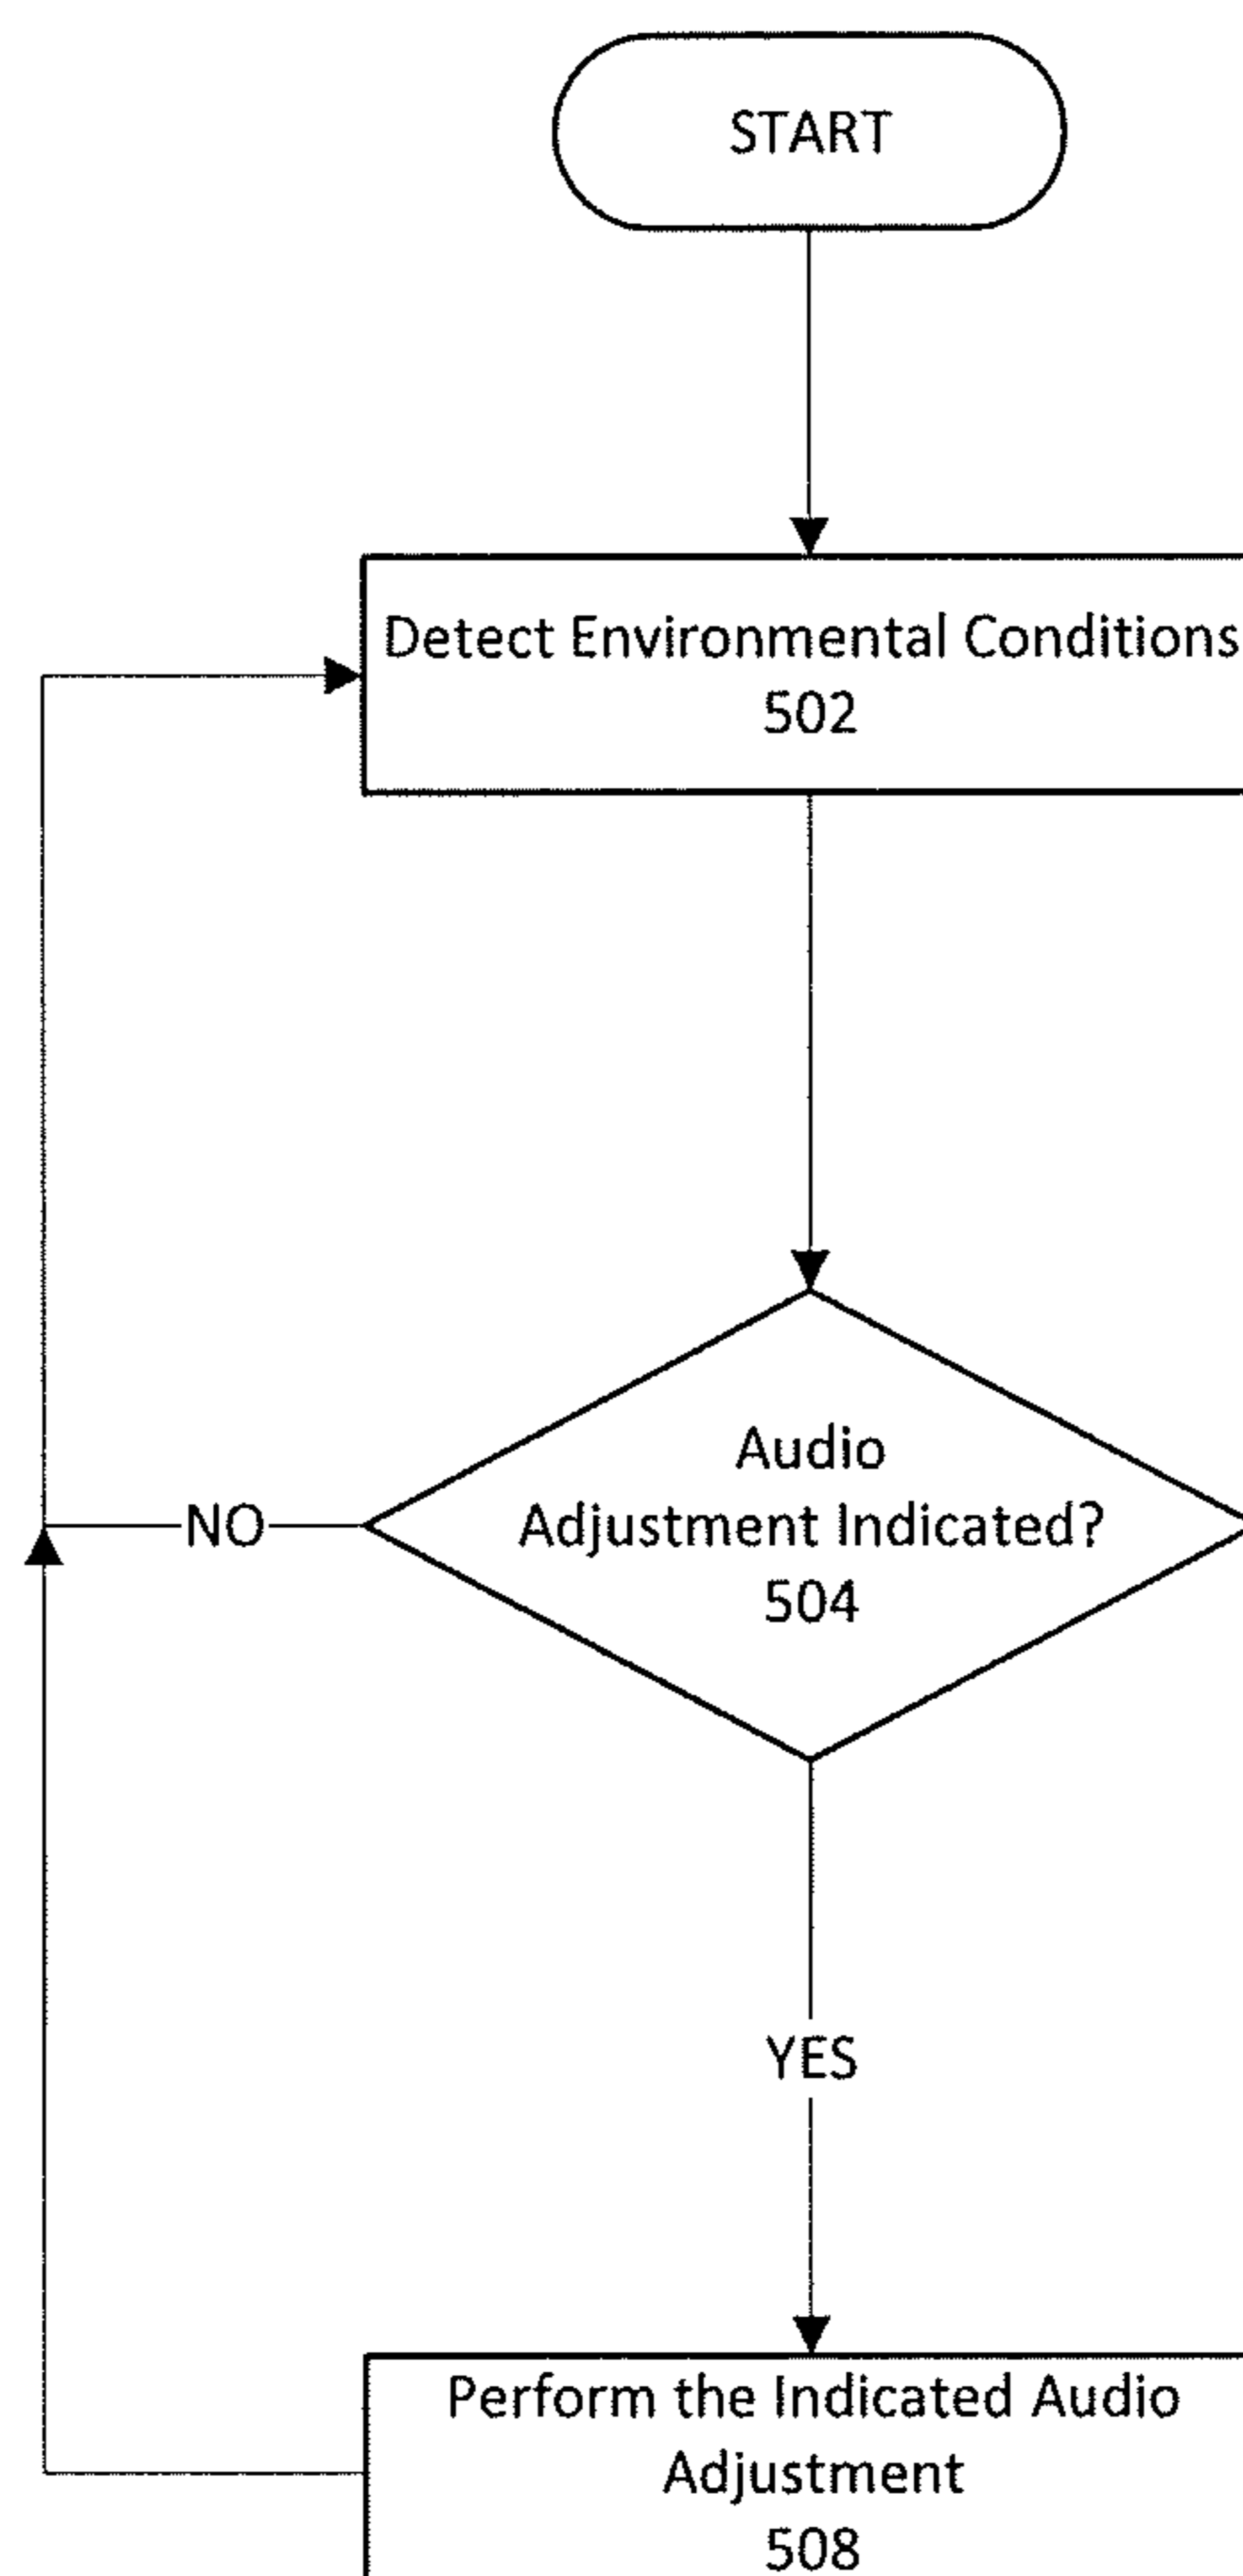 START
Detect Environmental Conditions
502
Audio
Adjustment Indicated?
504
NO
YES
Perform the Indicated Audio
Adjustment
508